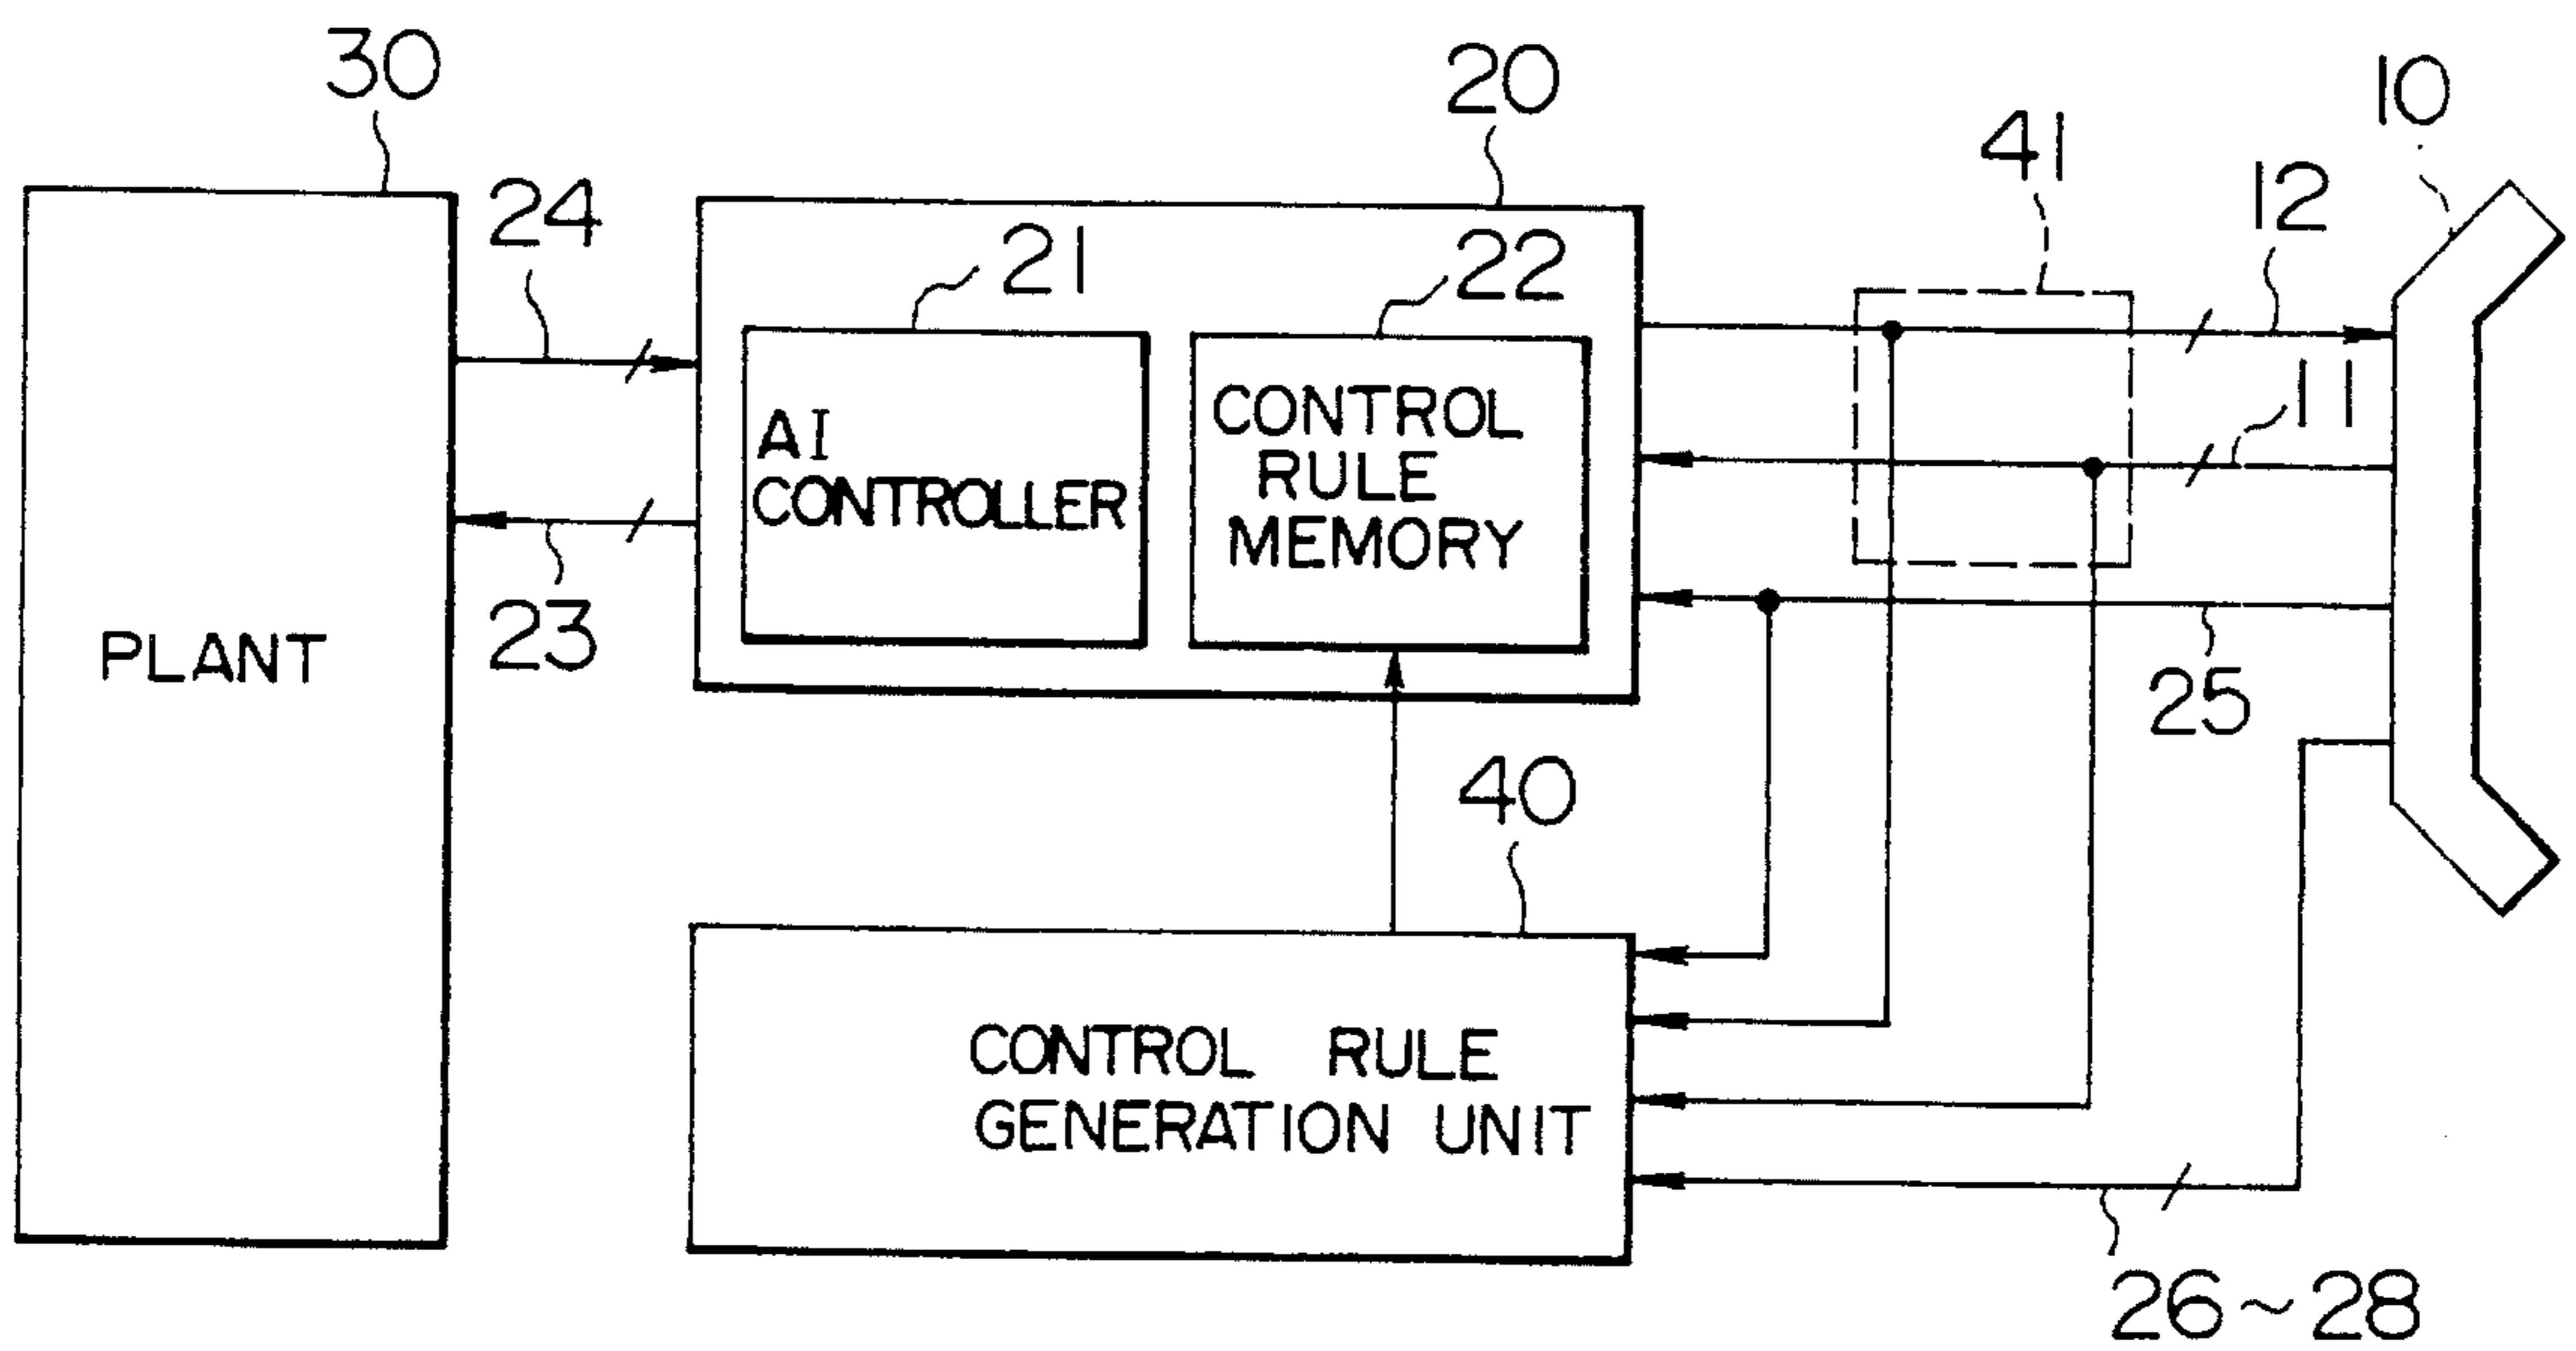 30
20
10
41
24
12
21
22
11
AI
CONTROLLER
CONTROL
RULE
MEMORY
PLANT
23
25
40
CONTROL RULE
GENERATION UNIT
26~28